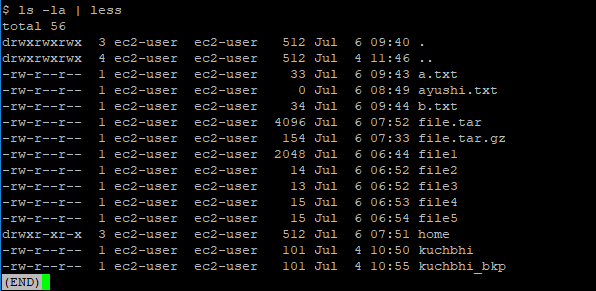 $ ls -la | less
total 56
drwxrwxrwx  3 ec2-user  ec2-user   512 Jul  6 09:40 .
drwxrwxrwx  4 ec2-user  ec2-user   512 Jul  4 11:46 ..
-rw-r--r--  1 ec2-user  ec2-user    33 Jul  6 09:43 a.txt
-rw-r--r--  1 ec2-user  ec2-user     0 Jul  6 08:49 ayushi.txt
-rw-r--r--  1 ec2-user  ec2-user    34 Jul  6 09:44 b.txt
-rw-r--r--  1 ec2-user  ec2-user  4096 Jul  6 07:52 file.tar
-rw-r--r--  1 ec2-user  ec2-user   154 Jul  6 07:33 file.tar.gz
-rw-r--r--  1 ec2-user  ec2-user  2048 Jul  6 06:44 file1
-rw-r--r--  1 ec2-user  ec2-user    14 Jul  6 06:52 file2
-rw-r--r--  1 ec2-user  ec2-user    13 Jul  6 06:52 file3
-rw-r--r--  1 ec2-user  ec2-user    15 Jul  6 06:53 file4
-rw-r--r--  1 ec2-user  ec2-user    15 Jul  6 06:54 file5
drwxr-xr-x  3 ec2-user  ec2-user   512 Jul  6 07:51 home
-rw-r--r--  1 ec2-user  ec2-user   101 Jul  4 10:50 kuchbhi
-rw-r--r--  1 ec2-user  ec2-user   101 Jul  4 10:55 kuchbhi_bkp
(END)